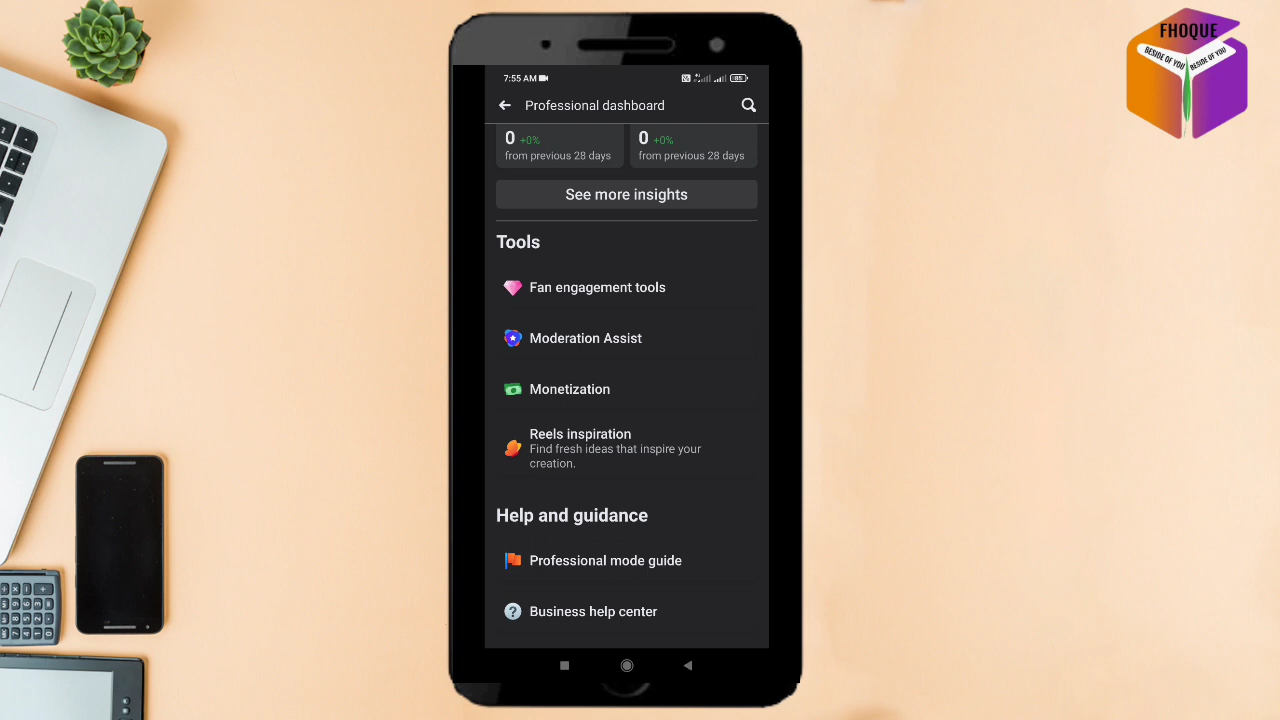 FHOQUE
BESIDE OF YOU
BESIDE OF YOU
7:55 AM
85
Professional dashboard
0 +0%
from previous 28 days
0 +0%
from previous 28 days
See more insights
Tools
Fan engagement tools
Moderation Assist
Monetization
Reels inspiration
Find fresh ideas that inspire your
creation.
Help and guidance
Professional mode guide
? Business help center